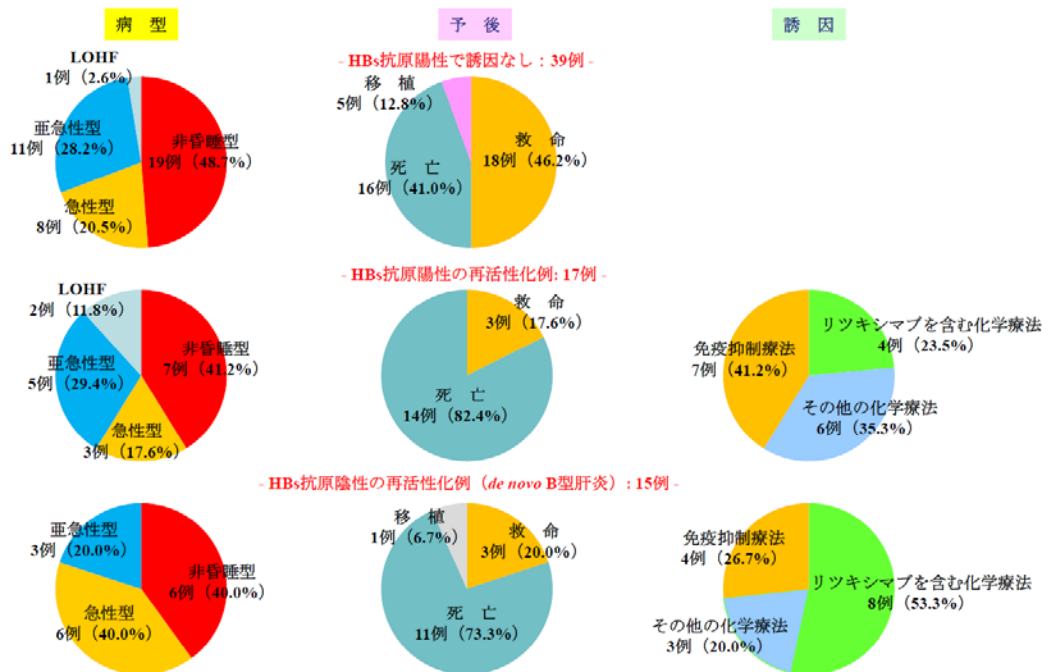 病　型
予　後
誘　因
- HBs抗原陽性で誘因なし：39例 -
LOHF
1例（2.6%）
亜急性型
11例（28.2%）
急性型
8例（20.5%）
非昏睡型
19例（48.7%）
移　植
5例（12.8%）
死　亡
16例（41.0%）
救　命
18例（46.2%）
- HBs抗原陽性の再活性化例: 17例 -
LOHF
2例（11.8%）
亜急性型
5例（29.4%）
急性型
3例（17.6%）
非昏睡型
7例（41.2%）
救　命
3例（17.6%）
死　亡
14例（82.4%）
免疫抑制療法
7例（41.2%）
リツキシマブを含む化学療法
4例（23.5%）
その他の化学療法
6例（35.3%）
- HBs抗原陰性の再活性化例（de novo B型肝炎）: 15例 -
亜急性型
3例（20.0%）
急性型
6例（40.0%）
非昏睡型
6例（40.0%）
移　植
1例（6.7%）
救　命
3例（20.0%）
死　亡
11例（73.3%）
免疫抑制療法
4例（26.7%）
リツキシマブを含む化学療法
8例（53.3%）
その他の化学療法
3例（20.0%）